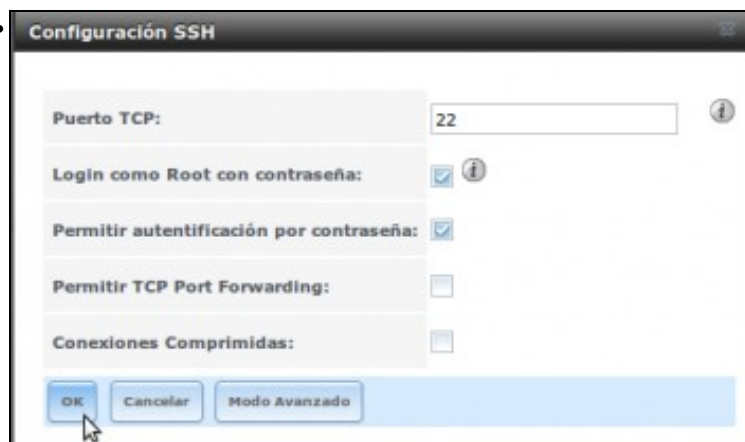 Configuración SSH
Puerto TCP: 22
Login como Root con contraseña:
Permitir autentificación por contraseña:
Permitir TCP Port Forwarding:
Conexiones Comprimidas:
OK Cancelar Modo Avanzado